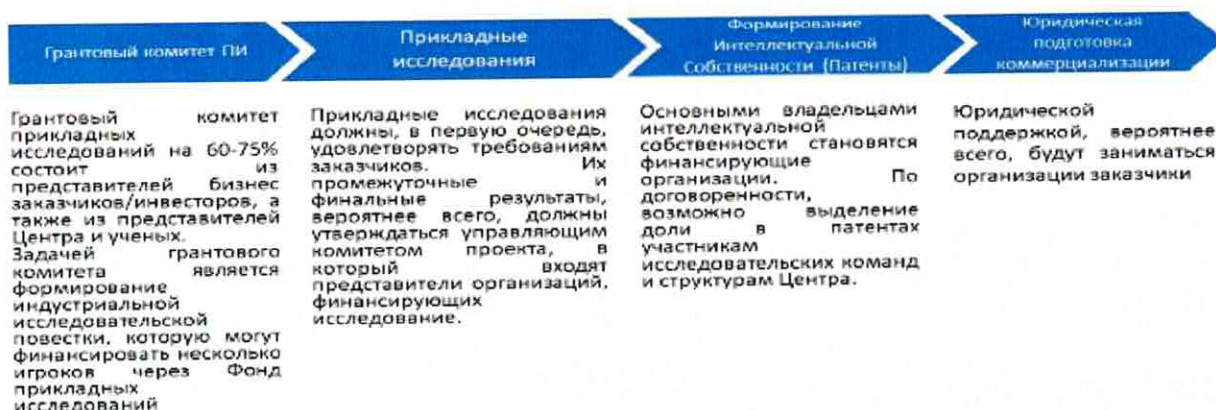 Грантовый комитет ПИ
Прикладные
исследования
Формирование
Интеллектуальной
Собственности (Патенты)
Юридическая
подготовка
коммерциализации
Грантовый комитет
прикладных
исследований на 60-75%
состоит из
представителей бизнес
заказчиков/инвесторов, а
также из представителей
Центра и ученых.
Задачей грантового
комитета является
формирование
индустриальной
исследовательской
повестки, которую могут
финансировать несколько
игроков через Фонд
прикладных
исследований
Прикладные исследования
должны, в первую очередь,
удовлетворять требованиям
заказчиков. Их
промежуточные и
финальные результаты,
вероятнее всего, должны
утверждаться управляющим
комитетом проекта, в
который входят
представители организаций,
финансирующих
исследование.
Основными владельцами
интеллектуальной
собственности становятся
финансирующие
организации. По
договоренности,
возможно выделение
доли в патентах
участникам
исследовательских команд
и структурам Центра.
Юридической
поддержкой, вероятнее
всего, будут заниматься
организации заказчики